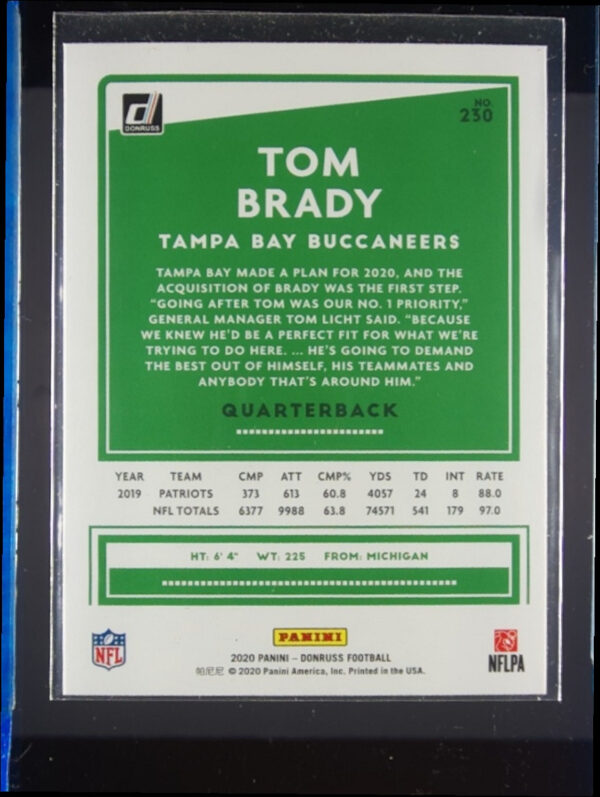 d
DONRUSS
NO.
230
TOM
BRADY
TAMPA BAY BUCCANEERS
TAMPA BAY MADE A PLAN FOR 2020, AND THE
ACQUISITION OF BRADY WAS THE FIRST STEP.
"GOING AFTER TOM WAS OUR NO. 1 PRIORITY,"
GENERAL MANAGER TOM LICHT SAID. "BECAUSE
WE KNEW HE'D BE A PERFECT FIT FOR WHAT WE'RE
TRYING TO DO HERE. ... HE'S GOING TO DEMAND
THE BEST OUT OF HIMSELF, HIS TEAMMATES AND
ANYBODY THAT'S AROUND HIM."
QUARTERBACK
YEAR TEAM CMP ATT CMP% YDS TD INT RATE
2019 PATRIOTS 373 613 60.8 4057 24 8 88.0
NFL TOTALS 6377 9988 63.8 74571 541 179 97.0
HT: 6' 4" WT: 225 FROM: MICHIGAN
NFL
PANINI
NFLPA
2020 PANINI – DONRUSS FOOTBALL
帕尼尼 © 2020 Panini America, Inc. Printed in the USA.